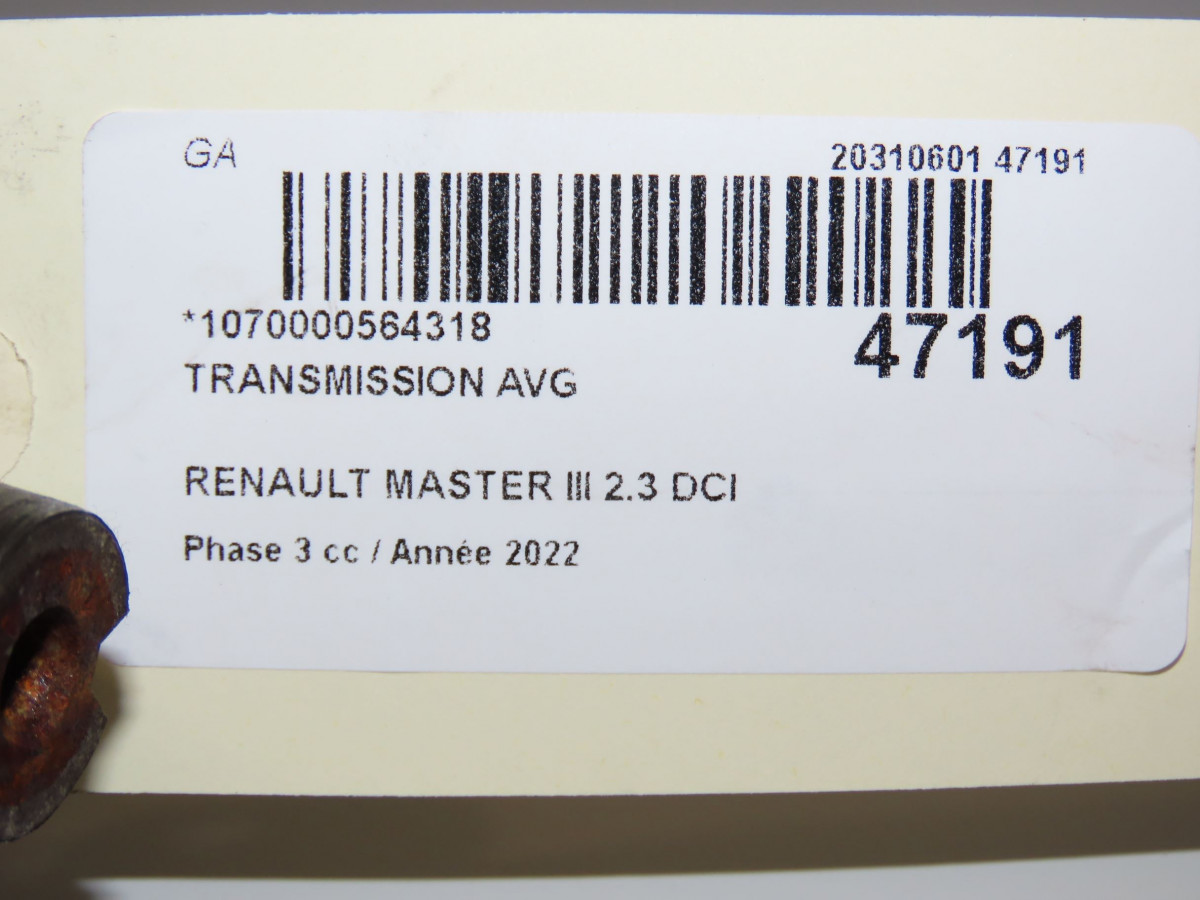 GA
20310601 47191
*1070000564318
47191
TRANSMISSION AVG
RENAULT MASTER III 2.3 DCI
Phase 3 cc / Année 2022